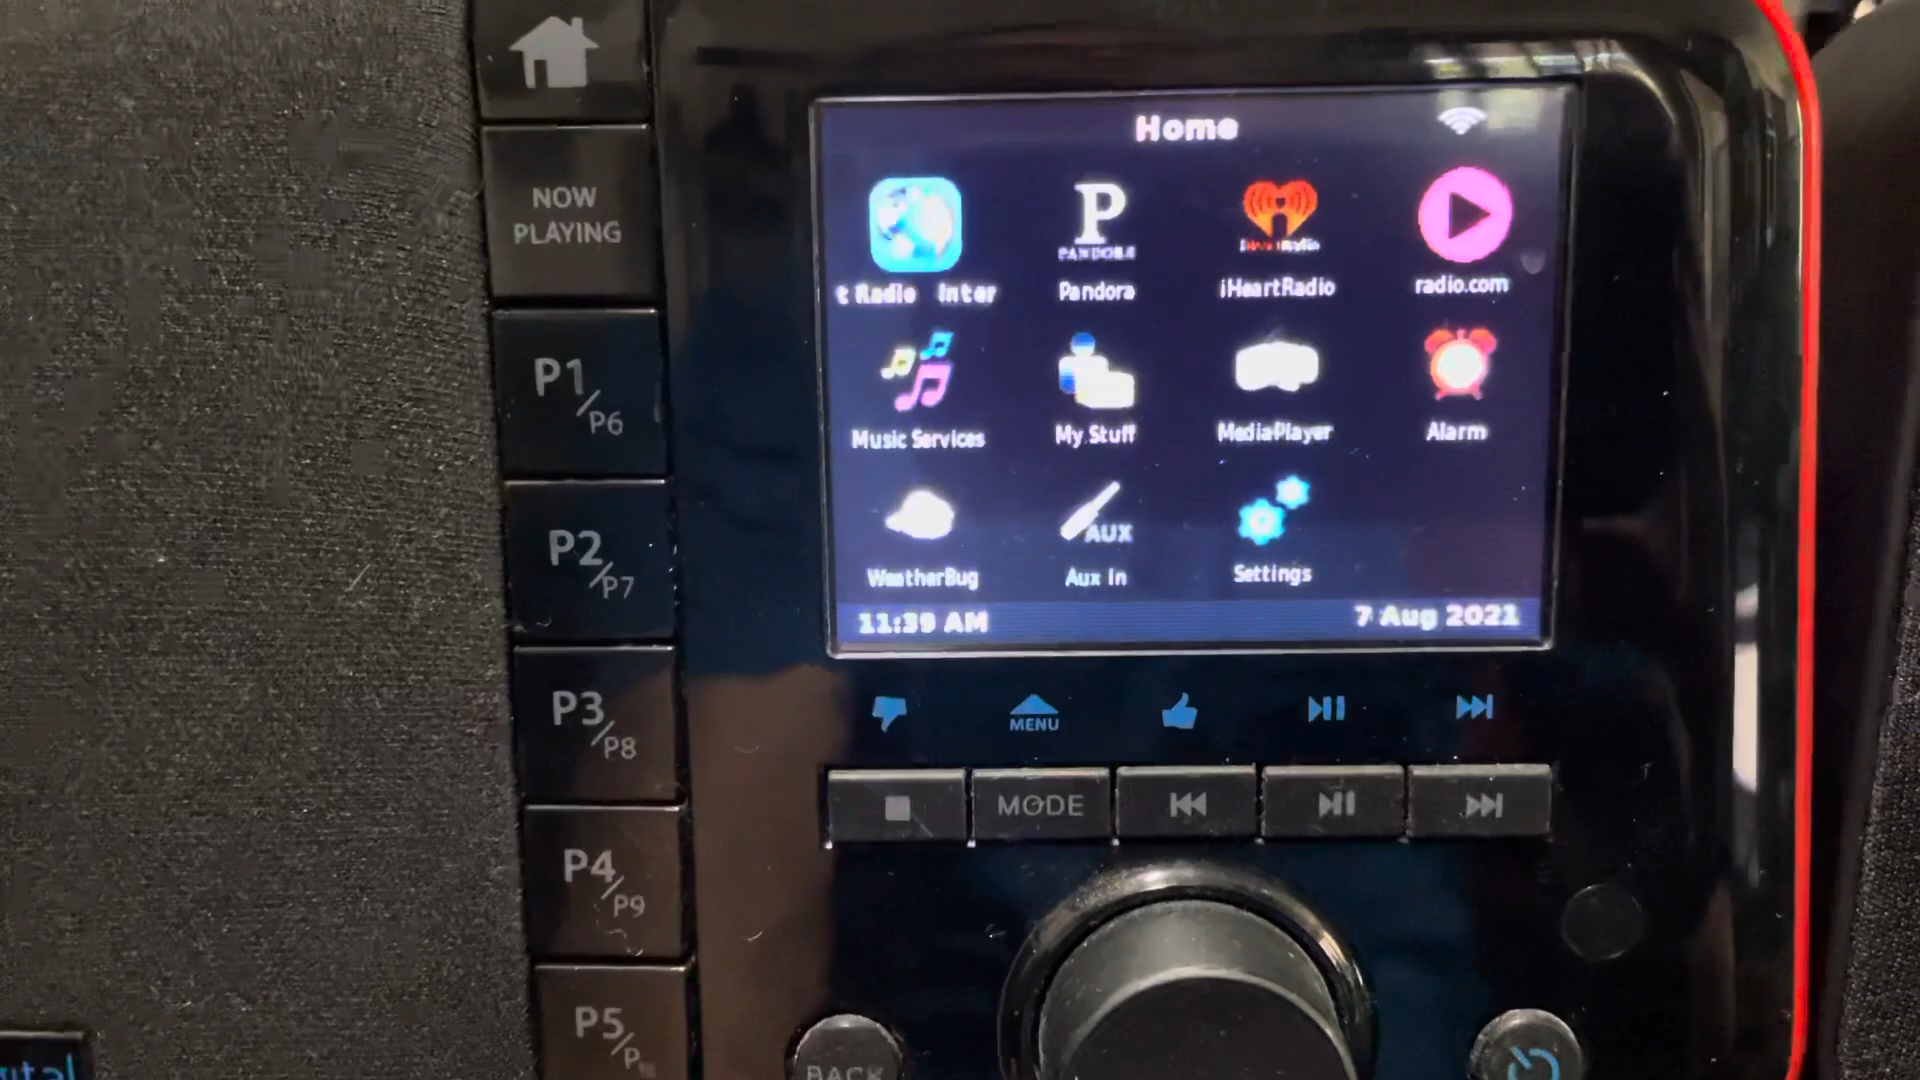 Home
NOW
PLAYING
P
PANDORA
iHeartRadio
t Radio Inter
Pandora
iHeartRadio
radio.com
P1/P6
Music Services
My Stuff
MediaPlayer
Alarm
P2/P7
AUX
WeatherBug
Aux In
Settings
11:39 AM
7 Aug 2021
P3/P8
MENU
MODE
P4/P9
P5/P
BACK